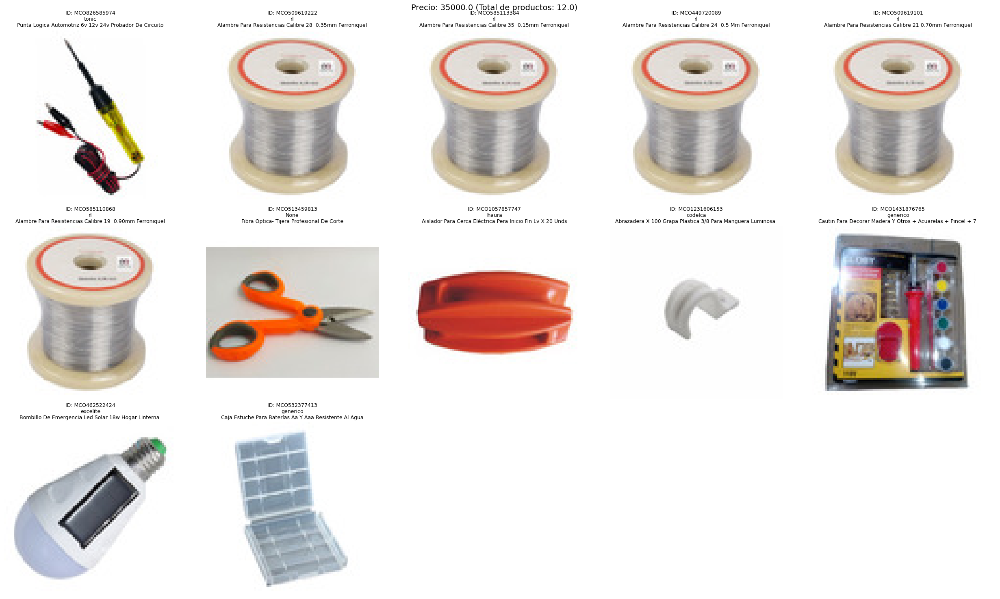 Precio: 35000.0 (Total de productos: 12.0)
ID: MCO826585974
tonic
Punta Logica Automotriz 6v 12v 24v Probador De Circuito
ID: MCO509619222
rl
Alambre Para Resistencias Calibre 28  0.35mm Ferroniquel
ID: MCO585113384
rl
Alambre Para Resistencias Calibre 35  0.15mm Ferroniquel
ID: MCO449720089
rl
Alambre Para Resistencias Calibre 24  0.5 Mm Ferroniquel
ID: MCO509619101
rl
Alambre Para Resistencias Calibre 21 0.70mm Ferroniquel
ID: MCO585110868
rl
Alambre Para Resistencias Calibre 19  0.90mm Ferroniquel
ID: MCO513459813
None
Fibra Optica- Tijera Profesional De Corte
ID: MCO1057857747
lhaura
Aislador Para Cerca Eléctrica Pera Inicio Fin Lv X 20 Unds
ID: MCO1231606153
codelca
Abrazadera X 100 Grapa Plastica 3/8 Para Manguera Luminosa
ID: MCO1431876765
generico
Cautin Para Decorar Madera Y Otros + Acuarelas + Pincel + 7
ID: MCO462522424
excelite
Bombillo De Emergencia Led Solar 18w Hogar Linterna
ID: MCO532377413
generico
Caja Estuche Para Baterías Aa Y Aaa Resistente Al Agua